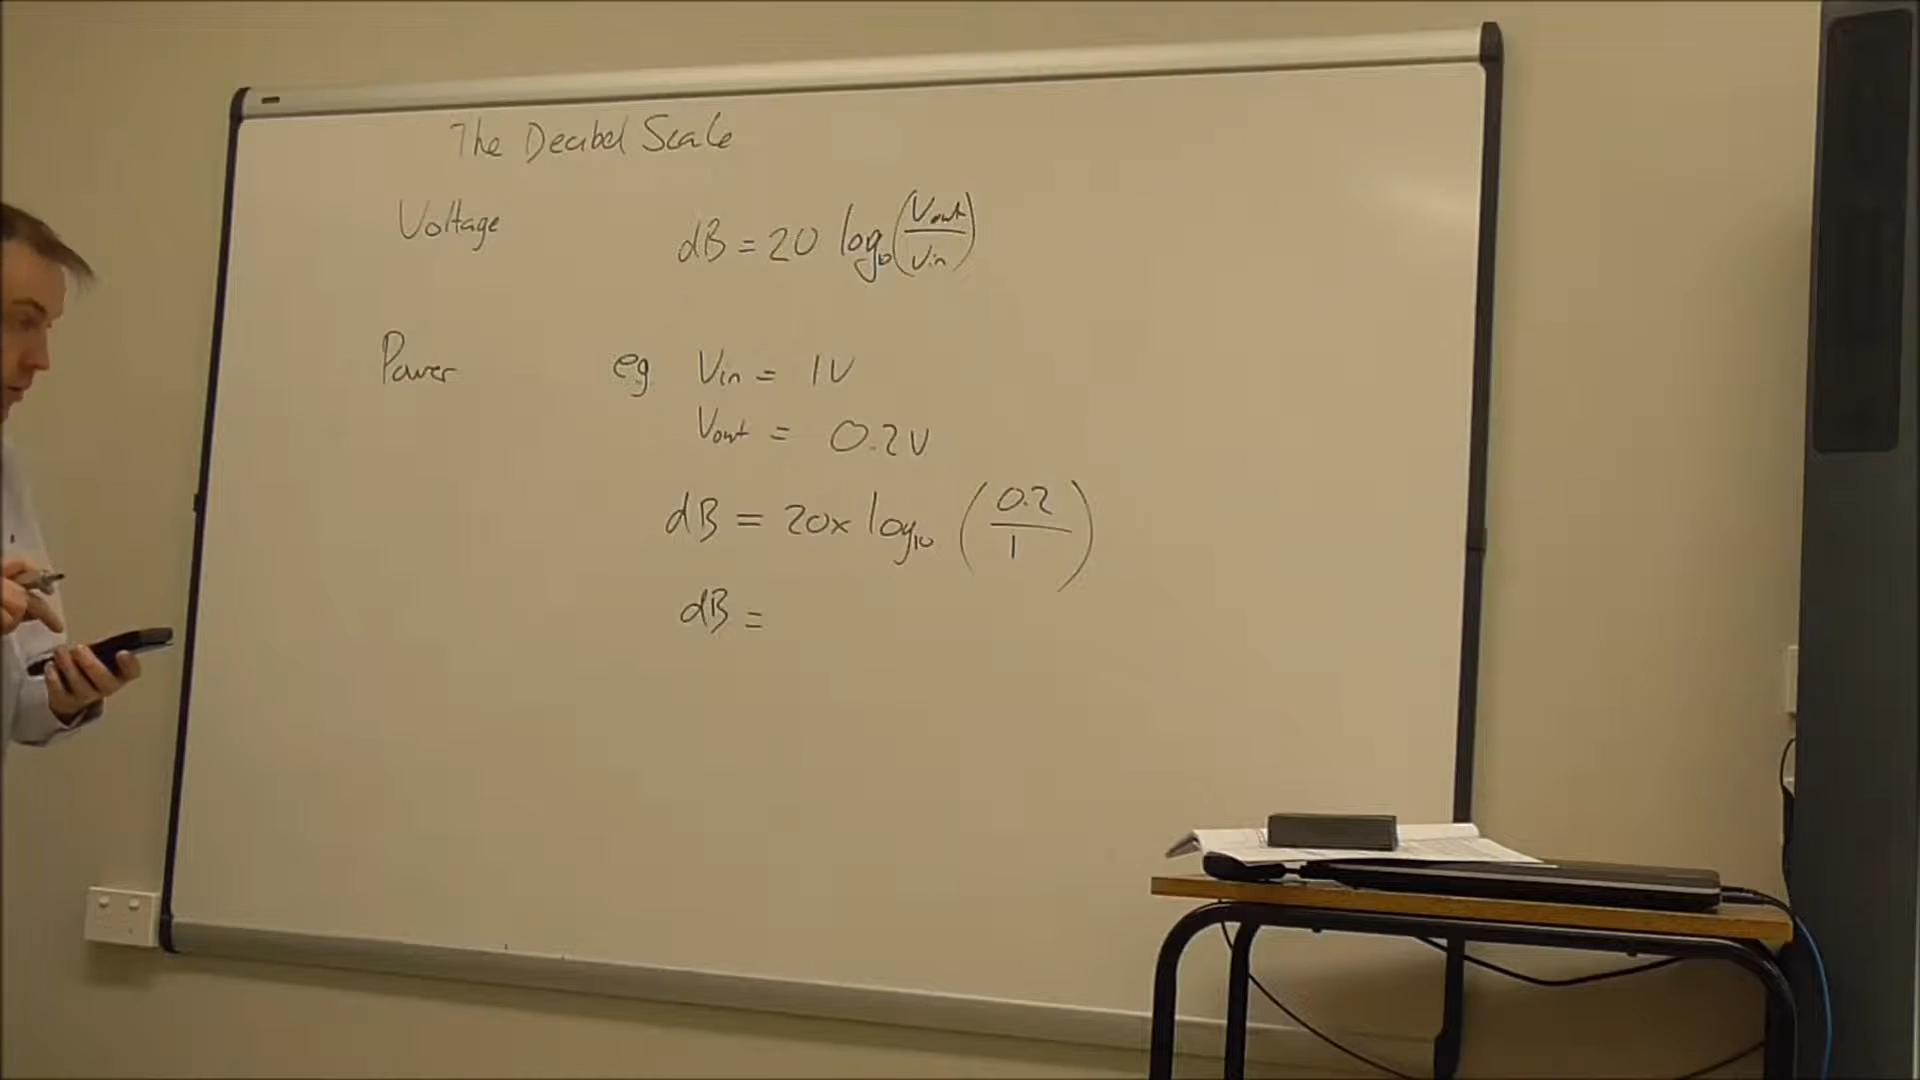 The Decibel Scale
Voltage dB = 20 log₁₀(Vout/Vin)
Power eg Vin = 1V
Vout = 0.2V
dB = 20x log₁₀ (0.2/1)
dB =